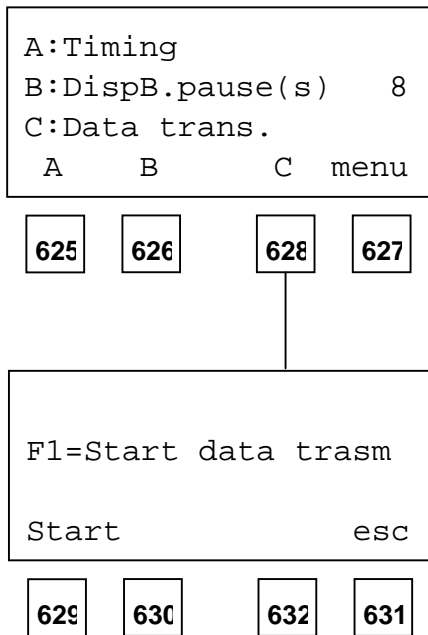 A:Timing
B:DispB.pause(s) 8
C:Data trans.
A B C menu
625 626 628 627
F1=Start data trasm
Start esc
629 630 632 631